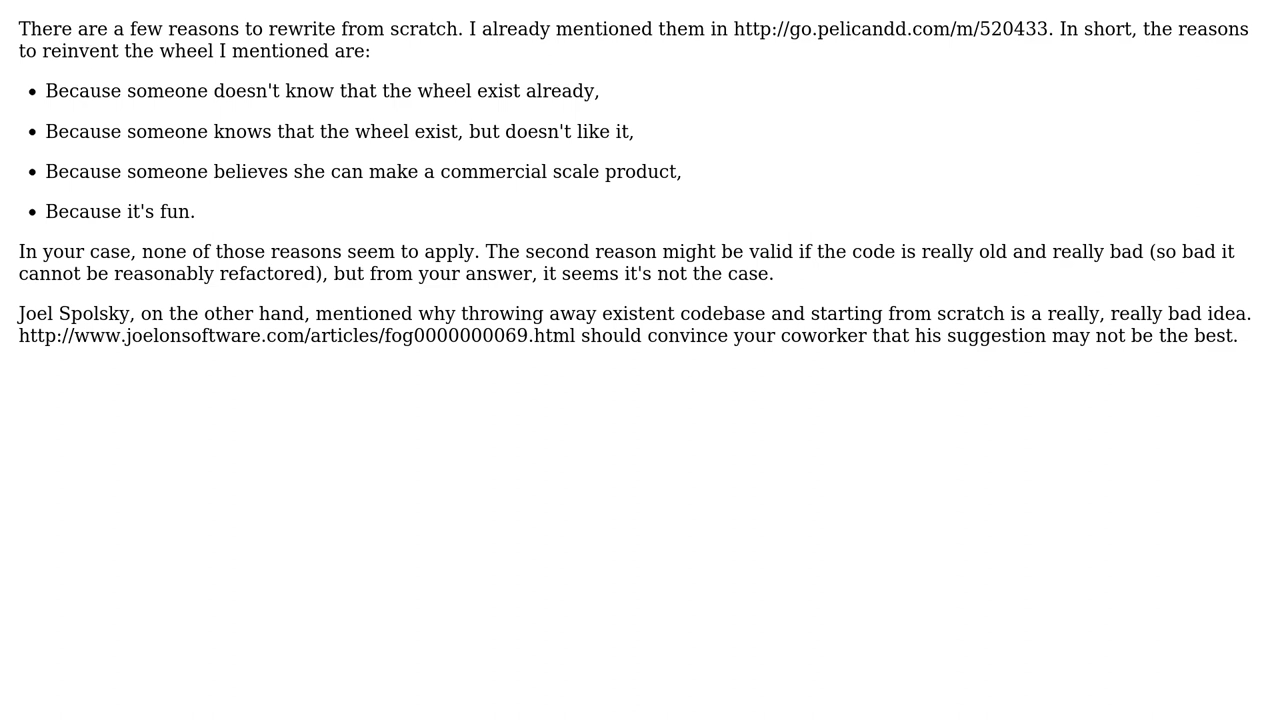 There are a few reasons to rewrite from scratch. I already mentioned them in http://go.pelicandd.com/m/520433. In short, the reasons
to reinvent the wheel I mentioned are:
• Because someone doesn't know that the wheel exist already,
• Because someone knows that the wheel exist, but doesn't like it,
• Because someone believes she can make a commercial scale product,
• Because it's fun.
In your case, none of those reasons seem to apply. The second reason might be valid if the code is really old and really bad (so bad it
cannot be reasonably refactored), but from your answer, it seems it's not the case.
Joel Spolsky, on the other hand, mentioned why throwing away existent codebase and starting from scratch is a really, really bad idea.
http://www.joelonsoftware.com/articles/fog0000000069.html should convince your coworker that his suggestion may not be the best.